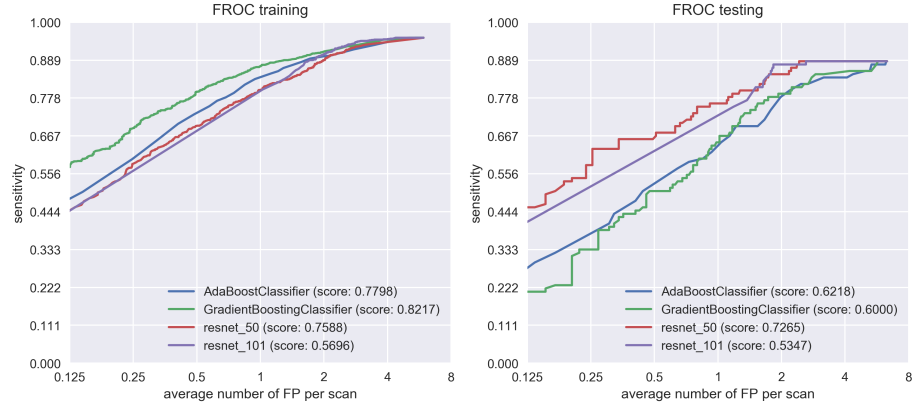 FROC training
1.000
0.889
0.778
0.667
0.556
0.444
0.333
0.222
0.111
0.000
sensitivity
AdaBoostClassifier (score: 0.7798)
GradientBoostingClassifier (score: 0.8217)
resnet_50 (score: 0.7588)
resnet_101 (score: 0.5696)
0.125 0.25 0.5 1 2 4 8
average number of FP per scan
FROC testing
1.000
0.889
0.778
0.667
0.556
0.444
0.333
0.222
0.111
0.000
sensitivity
AdaBoostClassifier (score: 0.6218)
GradientBoostingClassifier (score: 0.6000)
resnet_50 (score: 0.7265)
resnet_101 (score: 0.5347)
0.125 0.25 0.5 1 2 4 8
average number of FP per scan